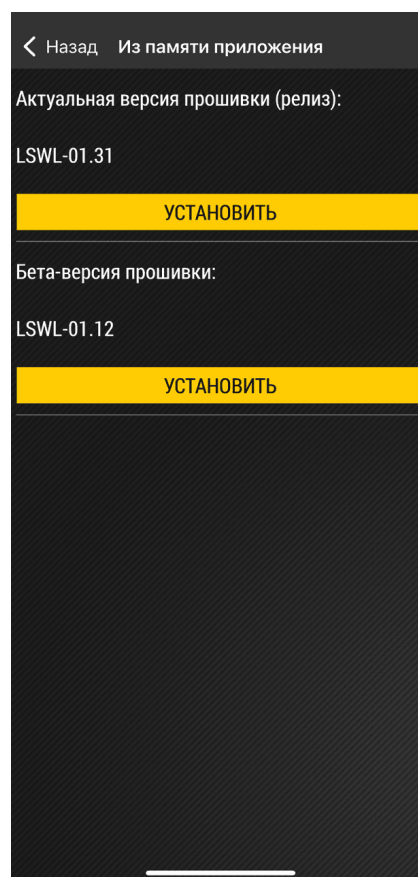 Назад Из памяти приложения
Актуальная версия прошивки (релиз):
LSWL-01.31
УСТАНОВИТЬ
Бета-версия прошивки:
LSWL-01.12
УСТАНОВИТЬ